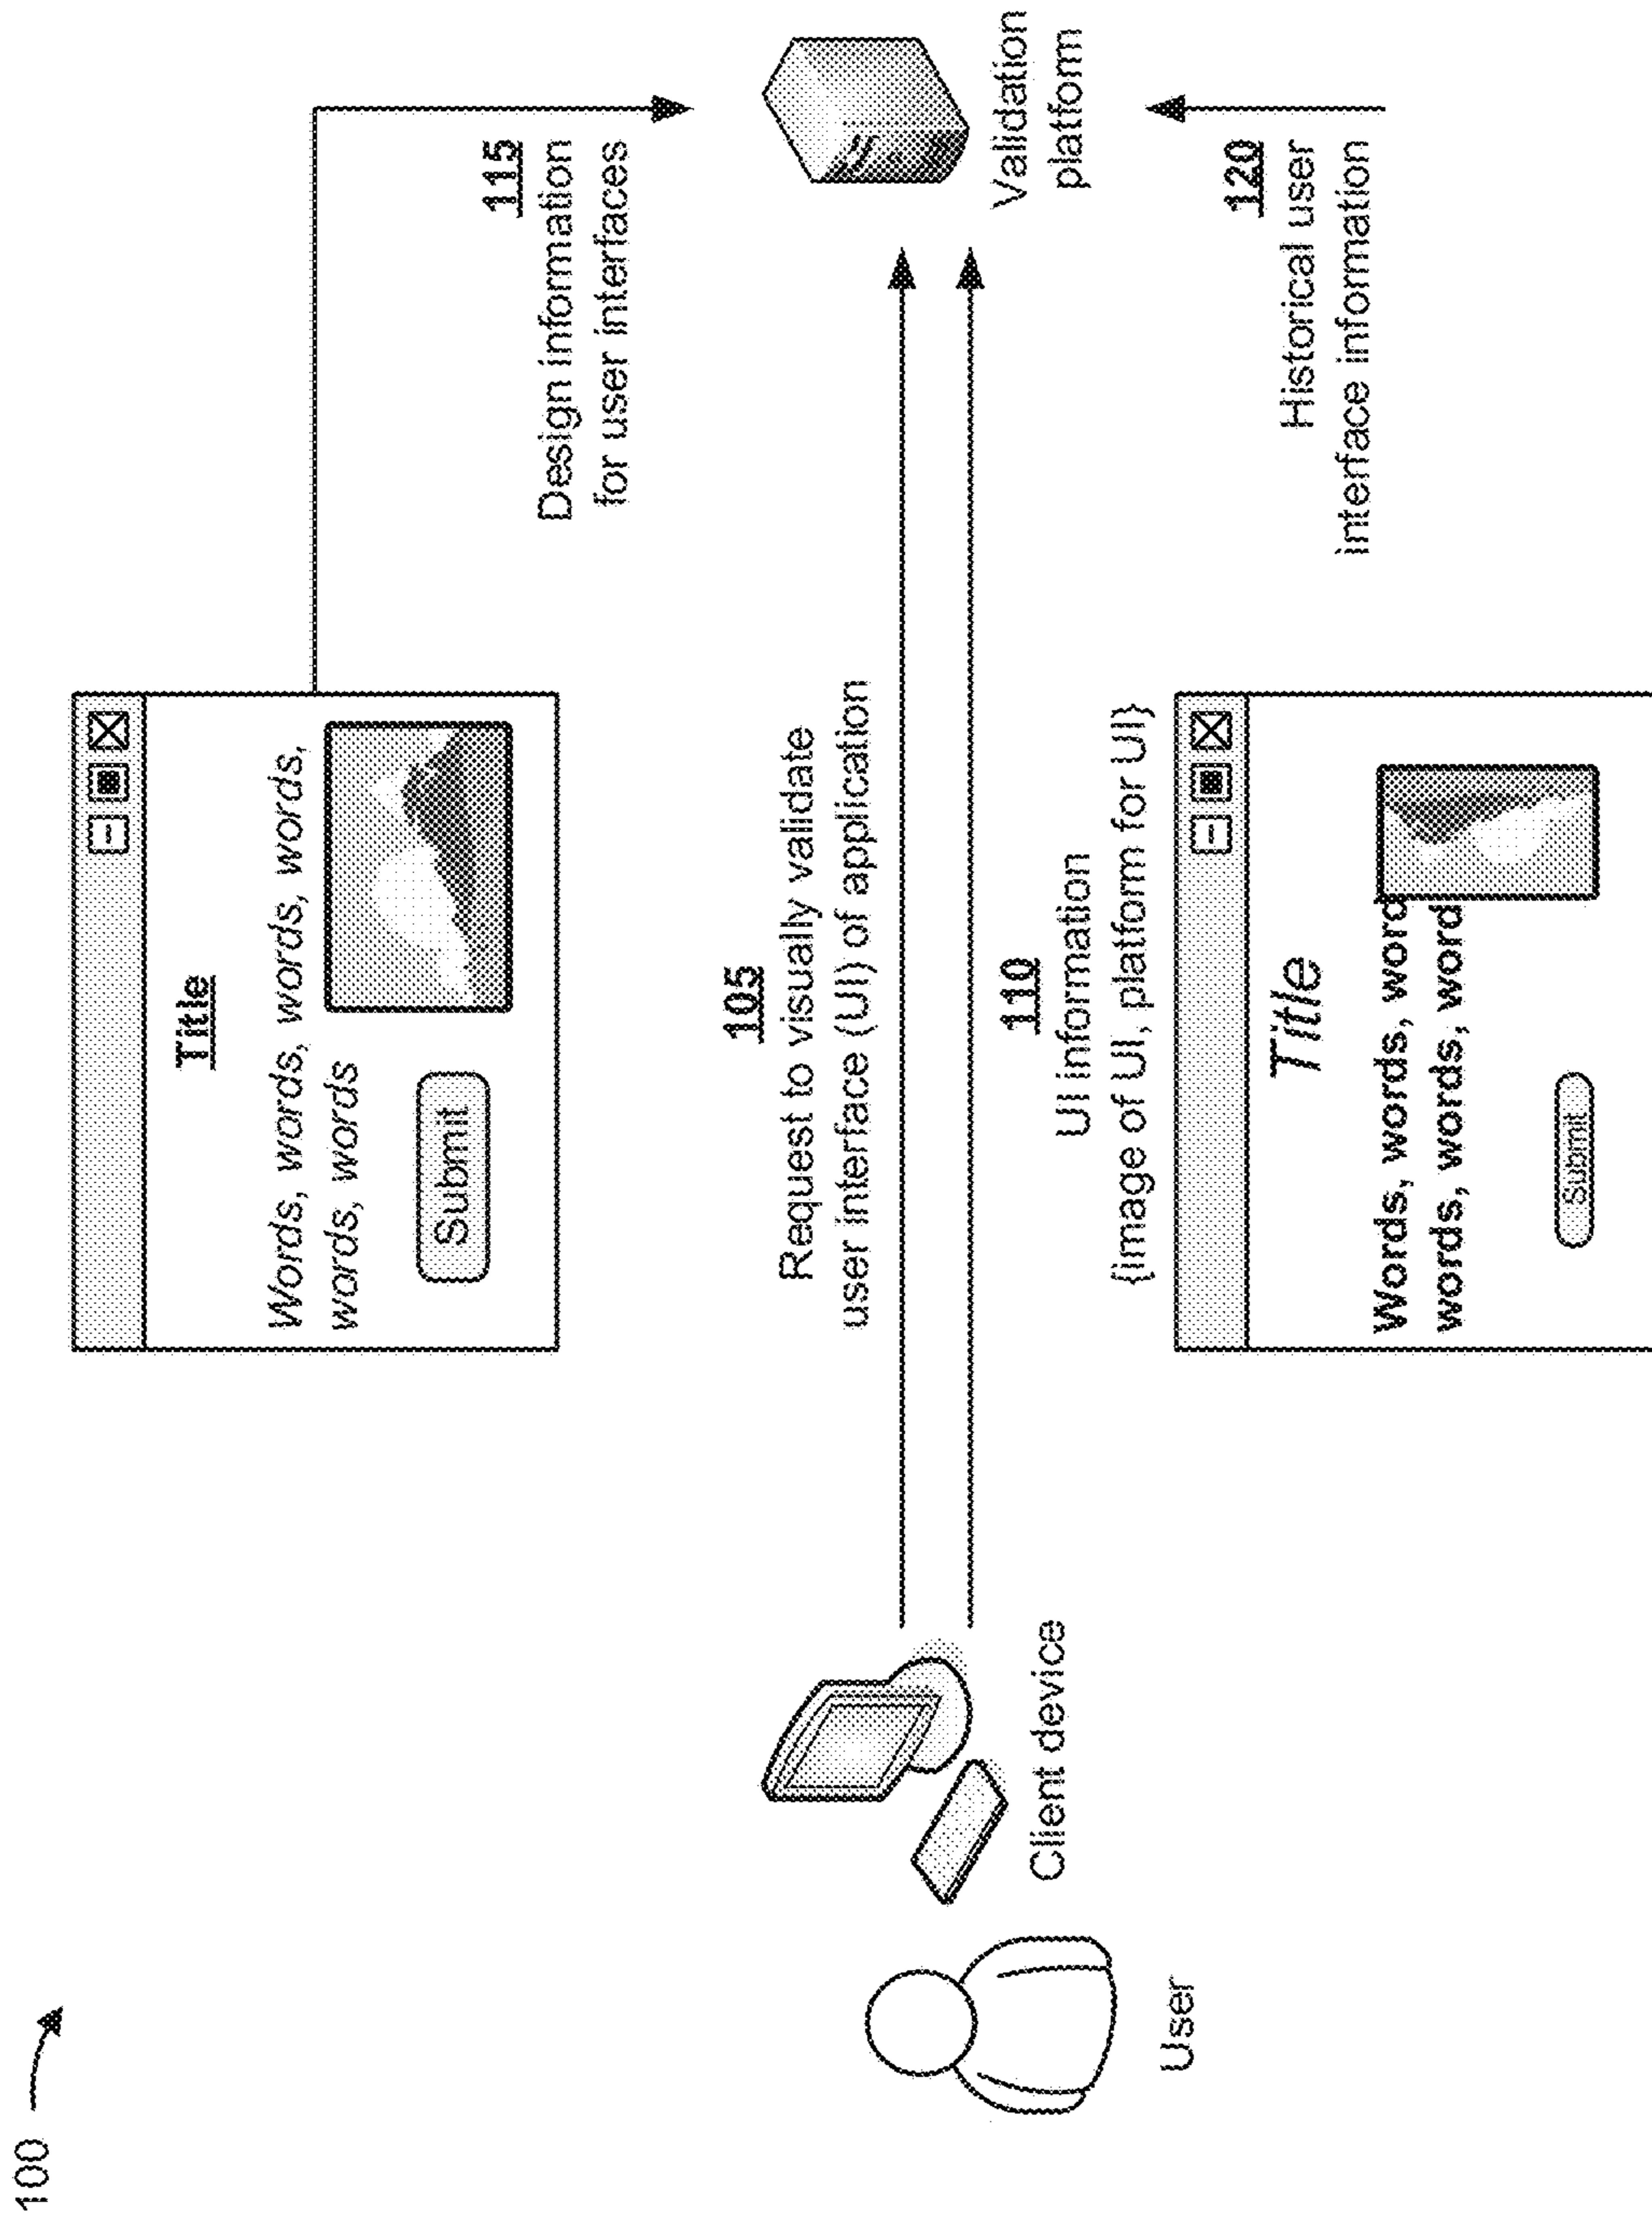 100
Title
Words, words, words, words, words,
words, words
Submit
115
Design information
for user interfaces
105
Request to visually validate
user interface (UI) of application
User
Client device
Validation
platform
110
UI information
{image of UI, platform for UI}
Title
Words, words, word
words, words, word
Submit
120
Historical user
interface information